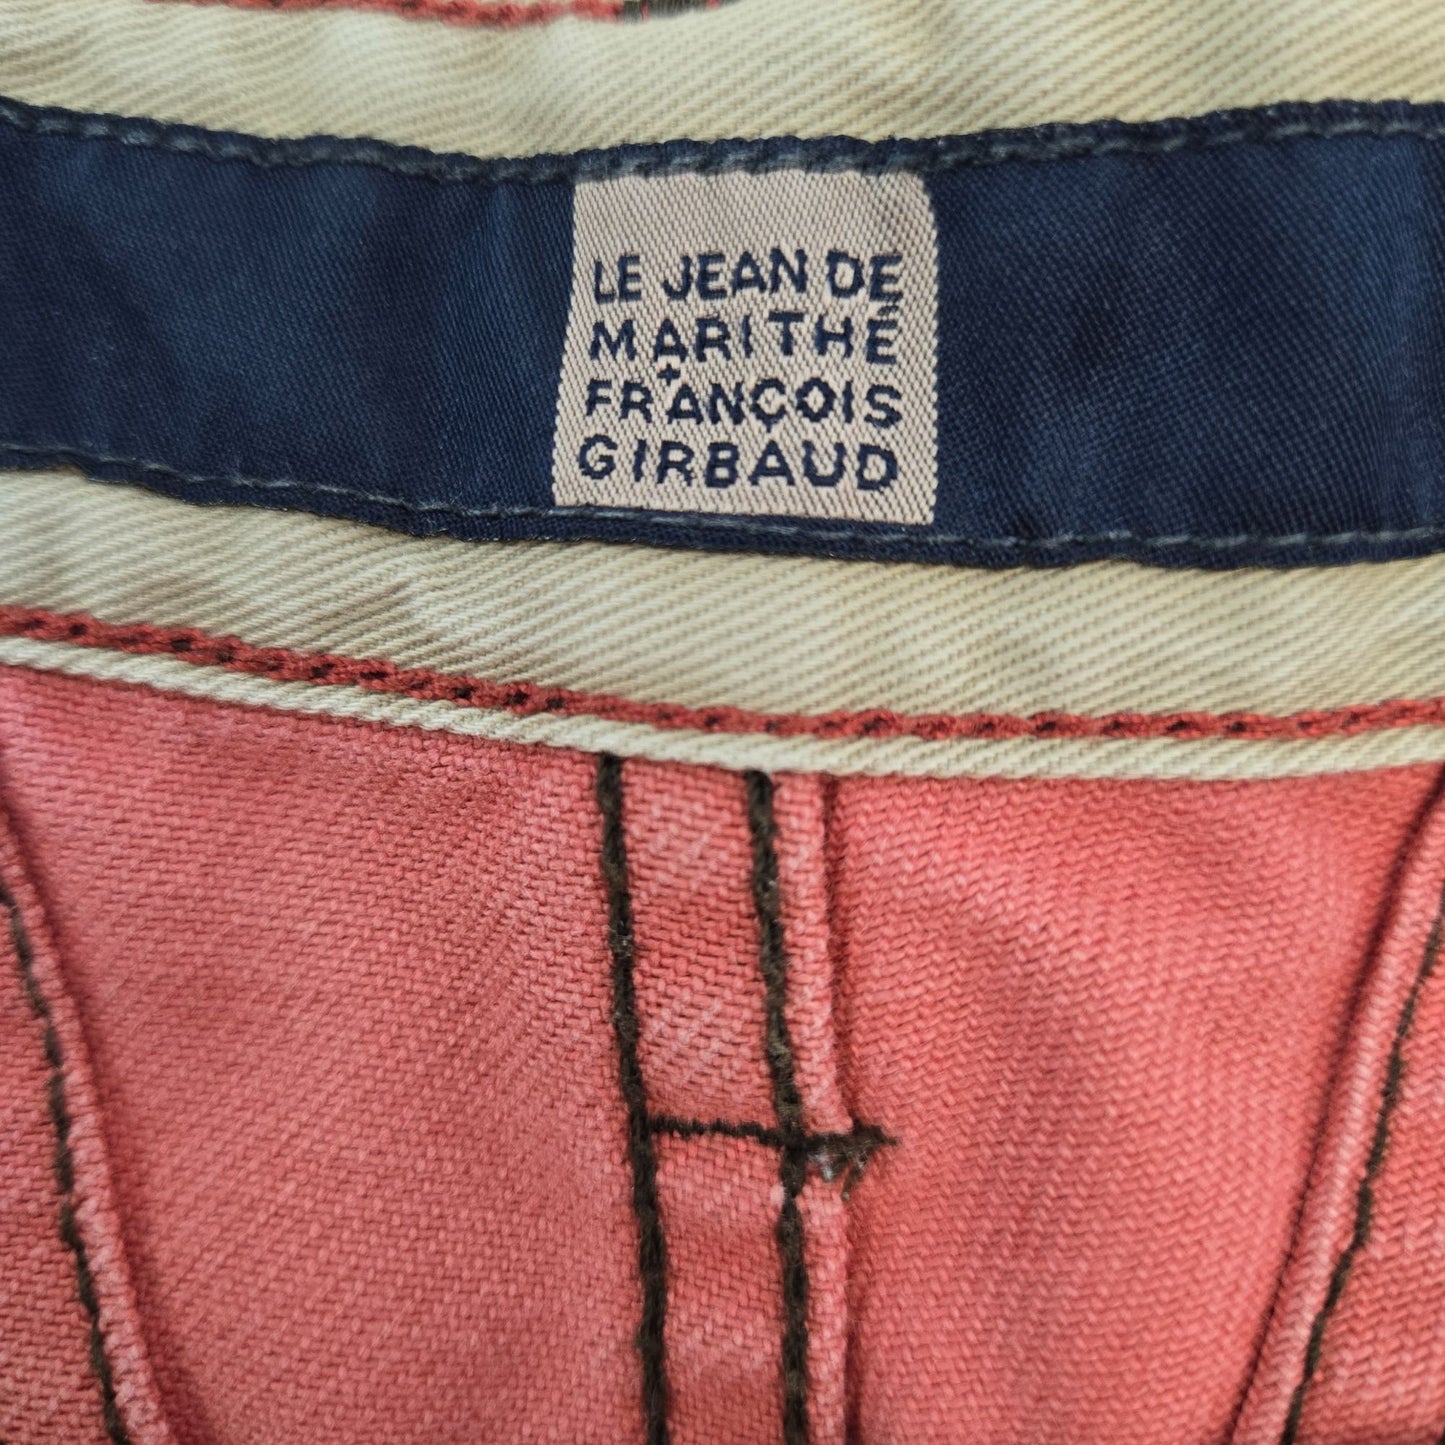 LE JEAN DE
MARITHÉ
+
FRANÇOIS
GIRBAUD